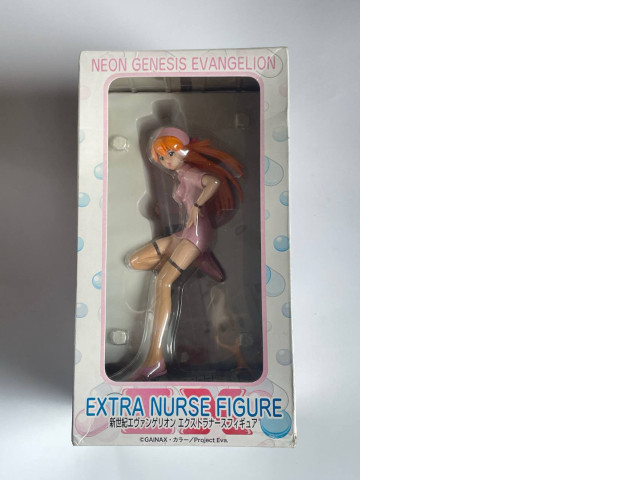 NEON GENESIS EVANGELION
EX
EXTRA NURSE FIGURE
新世紀エヴァンゲリオン エクストラナースフィギュア
©GAINAX・カラー/Project Eva.